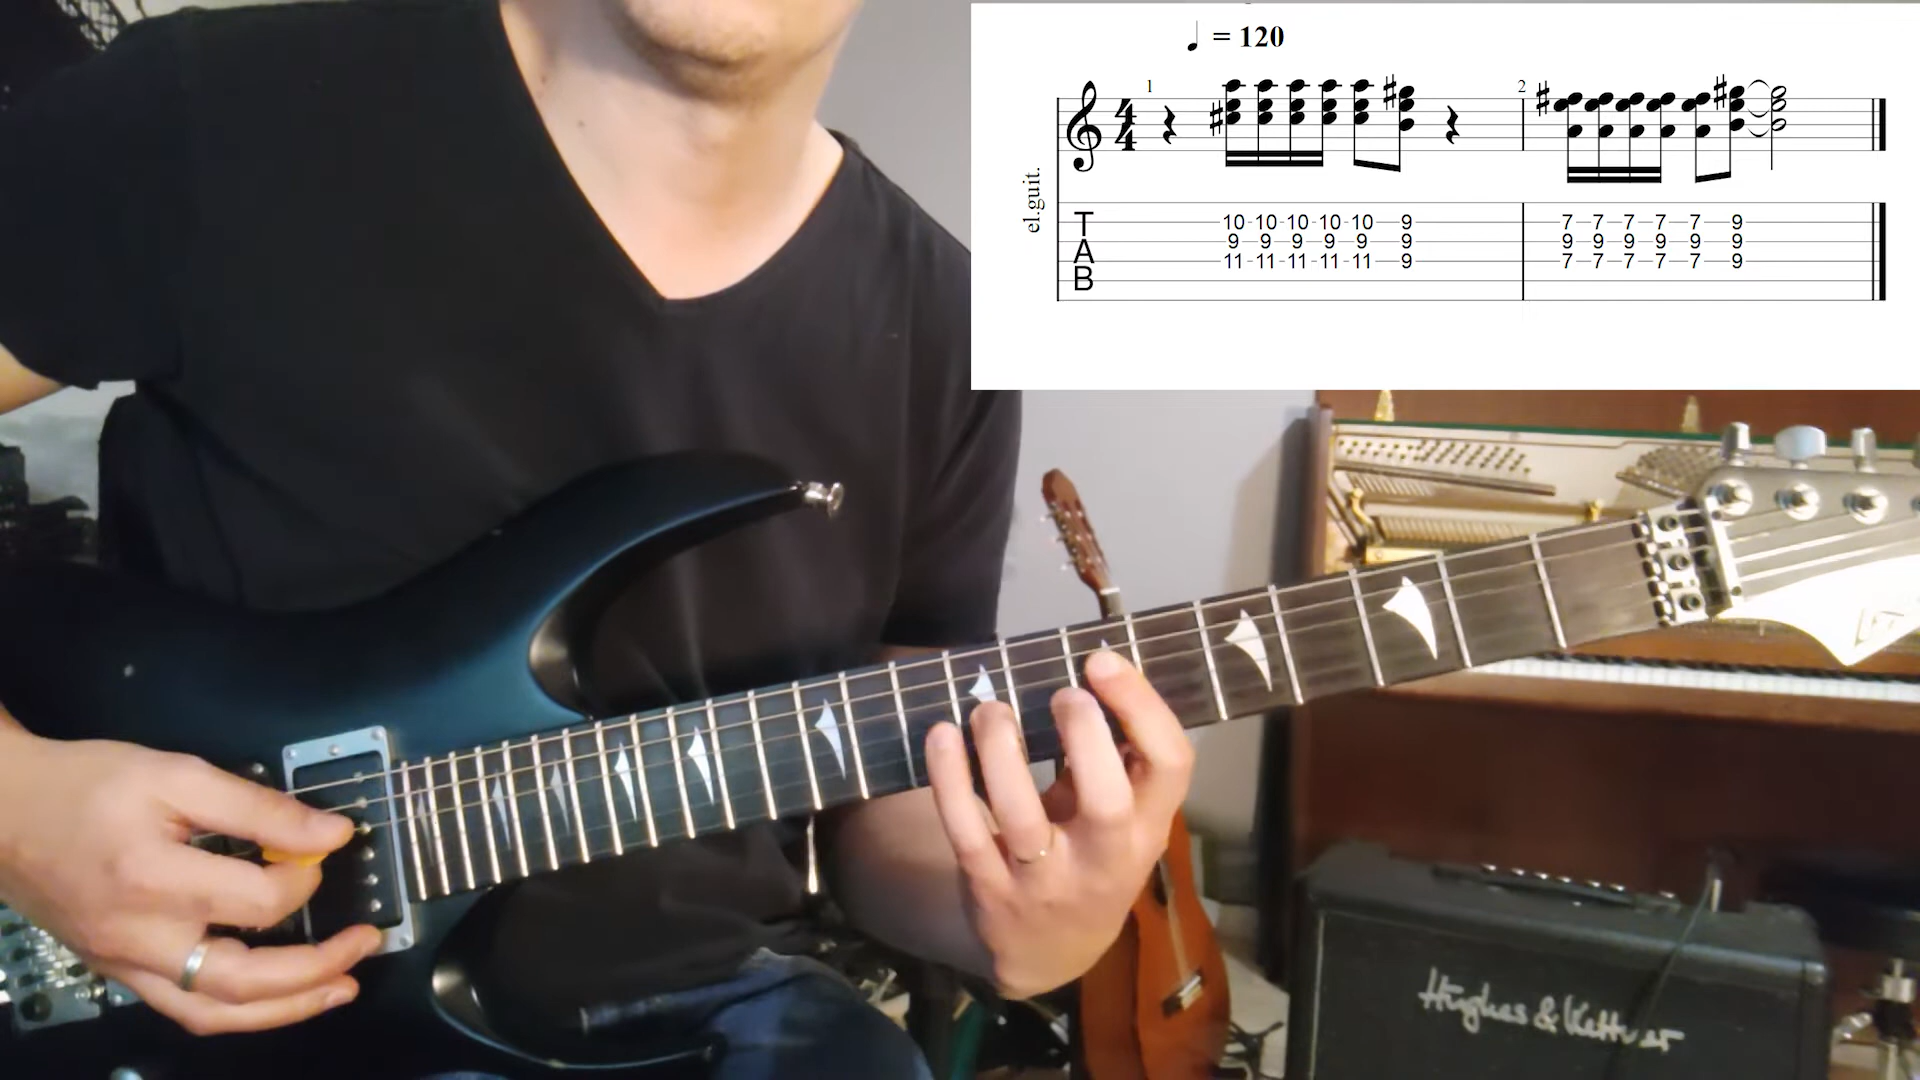 = 120
1
2
4
4
el.guit.
T
A
B
10 10 10 10 10 9 7 7 7 7 7 9
9 9 9 9 9 9 9 9 9 9 9 9
11 11 11 11 11 9 7 7 7 7 7 9
Hughes & Kettner